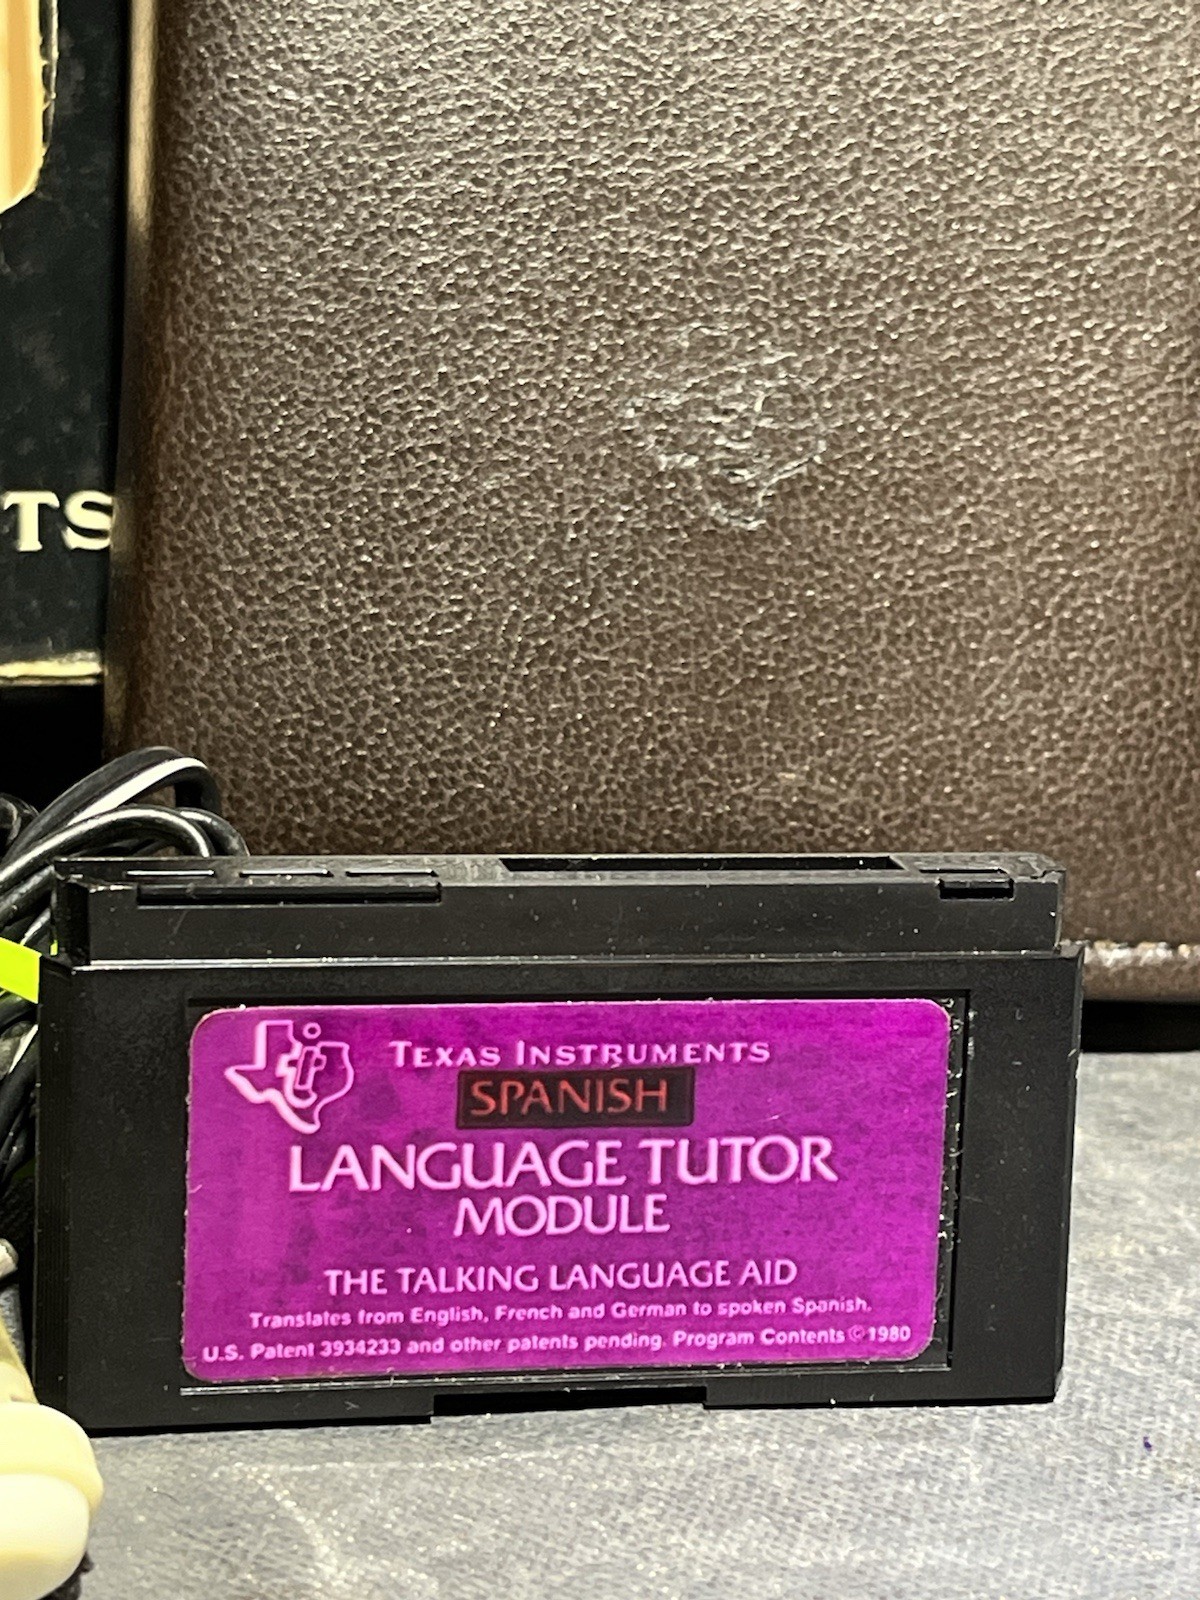 TS
TEXAS INSTRUMENTS
SPANISH
LANGUAGE TUTOR
MODULE
THE TALKING LANGUAGE AID
Translates from English, French and German to spoken Spanish.
U.S. Patent 3934233 and other patents pending. Program Contents © 1980